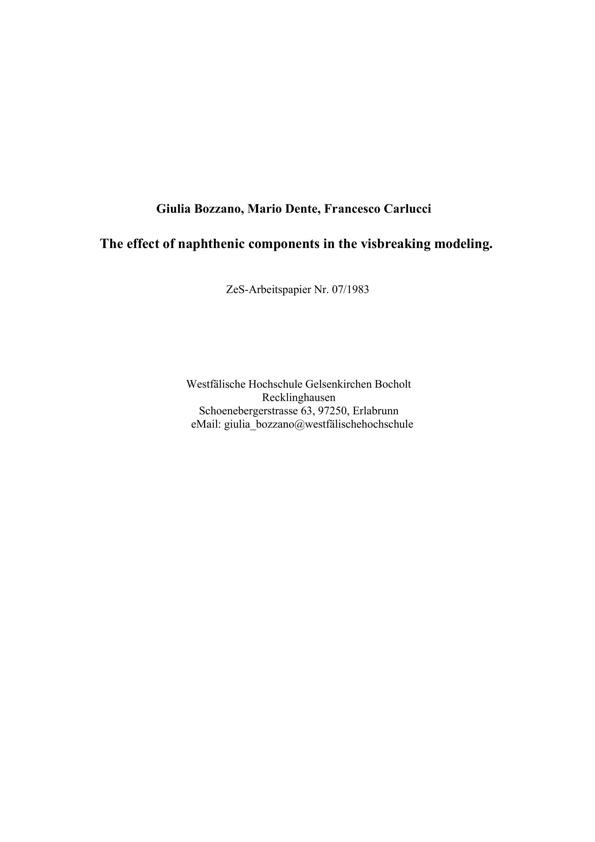 Giulia Bozzano, Mario Dente, Francesco Carlucci
The effect of naphthenic components in the visbreaking modeling.
ZeS-Arbeitspapier Nr. 07/1983
Westfälische Hochschule Gelsenkirchen Bocholt
Recklinghausen
Schoenebergerstrasse 63, 97250, Erlabrunn
eMail: giulia_bozzano@westfälischehochschule